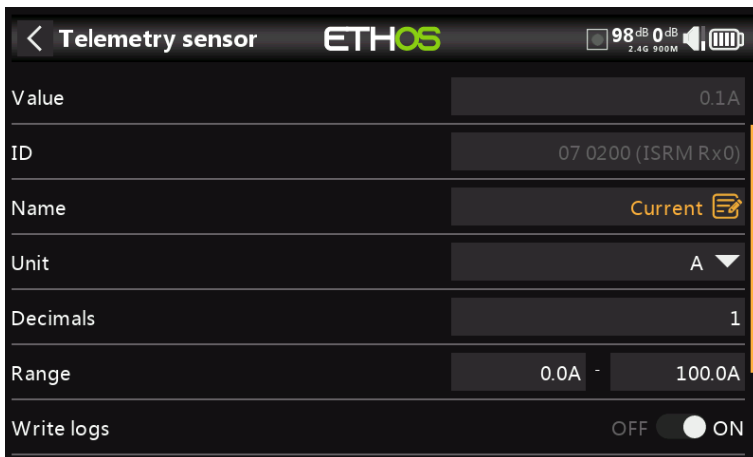 Telemetry sensor ETHOS 98dB 0dB
2.4G 900M
Value 0.1A
ID 07 0200 (ISRM Rx0)
Name Current
Unit A
Decimals 1
Range 0.0A - 100.0A
Write logs OFF ON